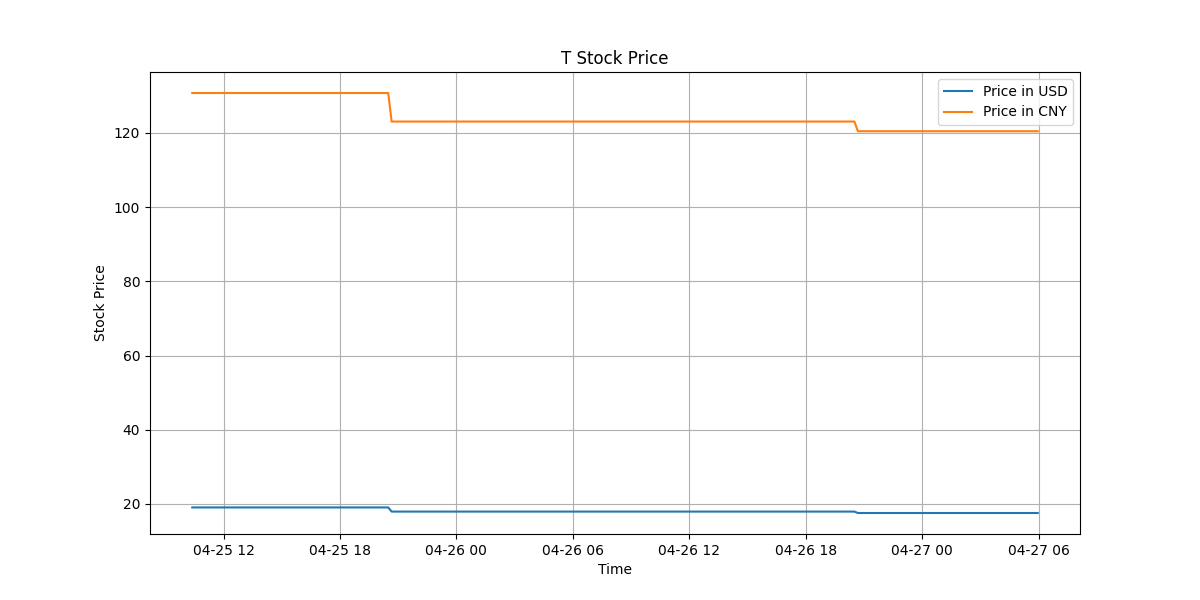 T Stock Price
Price in USD
Price in CNY
120
100
80
60
40
20
Stock Price
04-25 12
04-25 18
04-26 00
04-26 06
04-26 12
04-26 18
04-27 00
04-27 06
Time